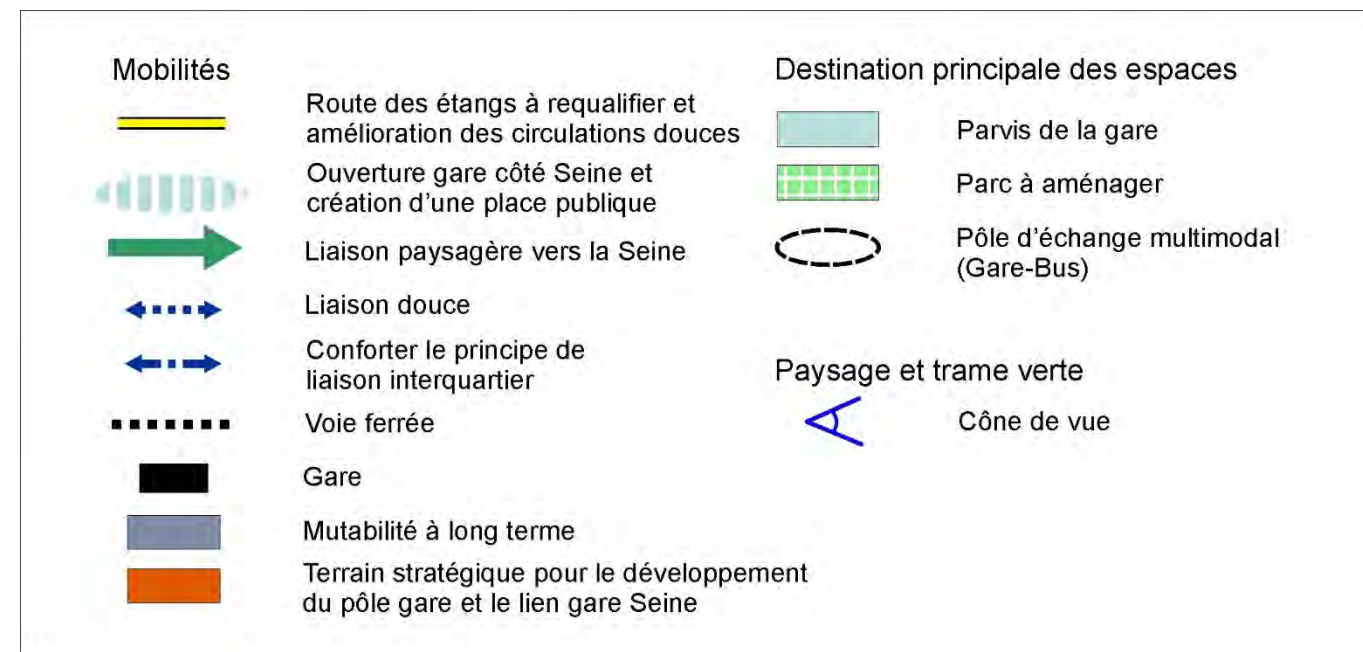 Mobilités
Route des étangs à requalifier et
amélioration des circulations douces
Ouverture gare côté Seine et
création d'une place publique
Liaison paysagère vers la Seine
Liaison douce
Conforter le principe de
liaison interquartier
Voie ferrée
Gare
Mutabilité à long terme
Terrain stratégique pour le développement
du pôle gare et le lien gare Seine
Destination principale des espaces
Parvis de la gare
Parc à aménager
Pôle d'échange multimodal
(Gare-Bus)
Paysage et trame verte
Cône de vue